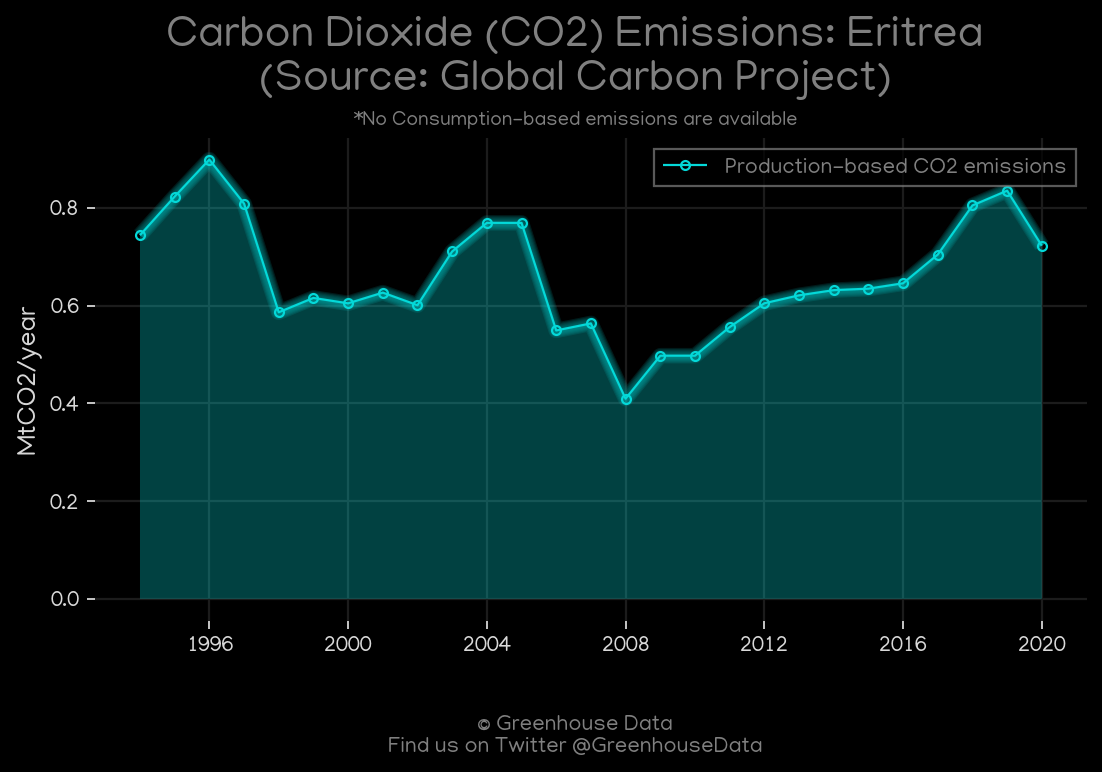 Carbon Dioxide (CO2) Emissions: Eritrea
(Source: Global Carbon Project)
*No Consumption-based emissions are available
Production-based CO2 emissions
MtCO2/year
0.8
0.6
0.4
0.2
0.0
1996 2000 2004 2008 2012 2016 2020
© Greenhouse Data
Find us on Twitter @GreenhouseData